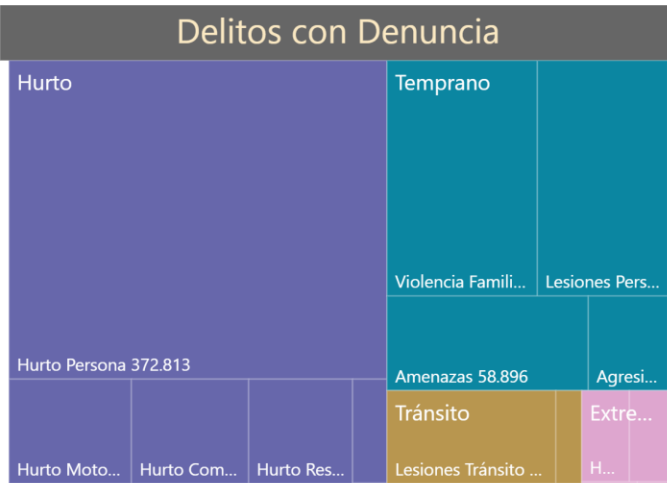 Delitos con Denuncia
Hurto
Temprano
Violencia Famili...
Lesiones Pers...
Hurto Persona 372.813
Amenazas 58.896
Agresi...
Tránsito
Extre...
Hurto Moto...
Hurto Com...
Hurto Res...
Lesiones Tránsito ...
H...